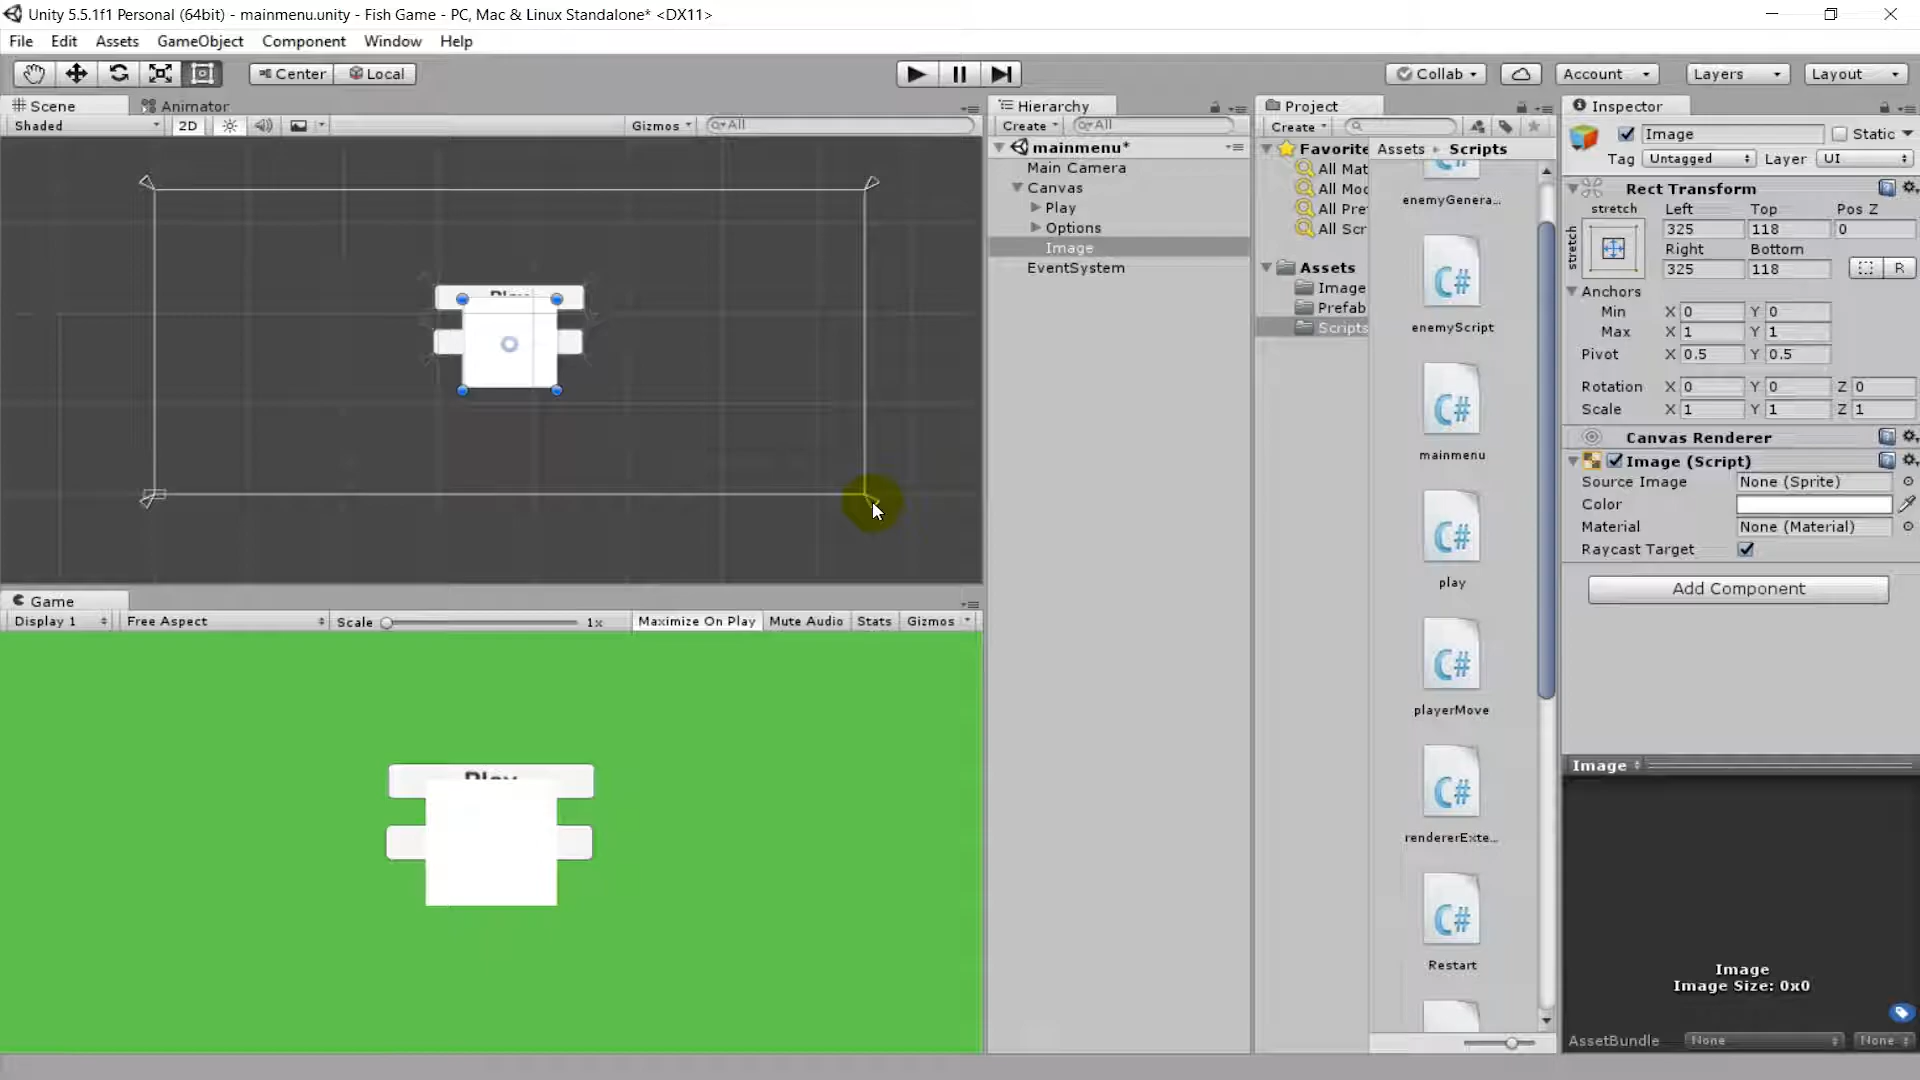 Unity 5.5.1f1 Personal (64bit) - mainmenu.unity - Fish Game - PC, Mac & Linux Standalone* <DX11>
File Edit Assets GameObject Component Window Help
Center Local Collab Account Layers Layout
Scene Animator
Shaded 2D Gizmos All
Hierarchy
Create All
mainmenu*
Main Camera
Canvas
Play
Options
Image
EventSystem
Project
Create
Favorite
All Mat
All Mod
All Pre
All Scr
Assets
Image
Prefab
Scripts
Assets Scripts
enemyGenera...
C#
enemyScript
C#
mainmenu
C#
play
C#
playerMove
C#
rendererExte...
C#
Restart
Inspector
Image Static
Tag Untagged Layer UI
Rect Transform
stretch Left Top Pos Z
stretch 325 118 0
Right Bottom
325 118 R
Anchors
Min X 0 Y 0
Max X 1 Y 1
Pivot X 0.5 Y 0.5
Rotation X 0 Y 0 Z 0
Scale X 1 Y 1 Z 1
Canvas Renderer
Image (Script)
Source Image None (Sprite)
Color
Material None (Material)
Raycast Target
Add Component
Image
Image
Image Size: 0x0
AssetBundle None None
Play
Game
Display 1 Free Aspect Scale 1x Maximize On Play Mute Audio Stats Gizmos
Play